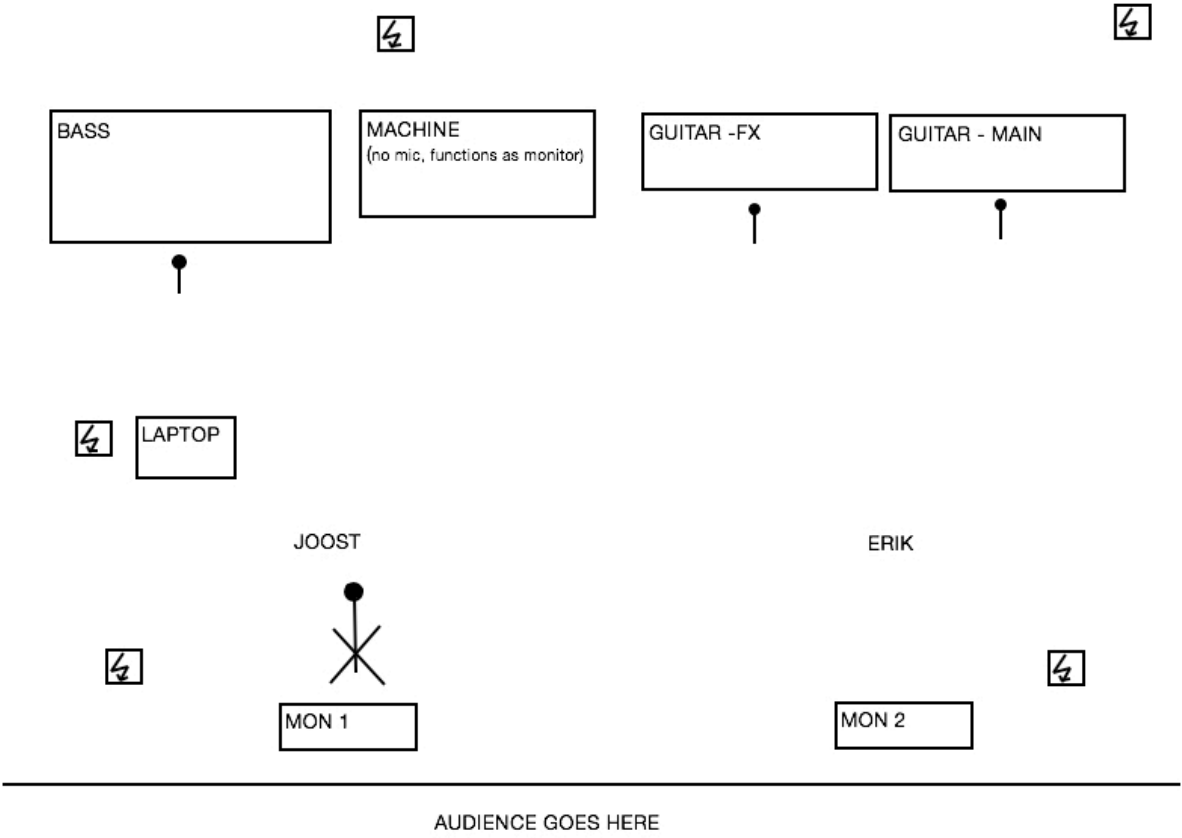 BASS
MACHINE
(no mic, functions as monitor)
GUITAR -FX
GUITAR - MAIN
LAPTOP
JOOST
ERIK
MON 1
MON 2
AUDIENCE GOES HERE